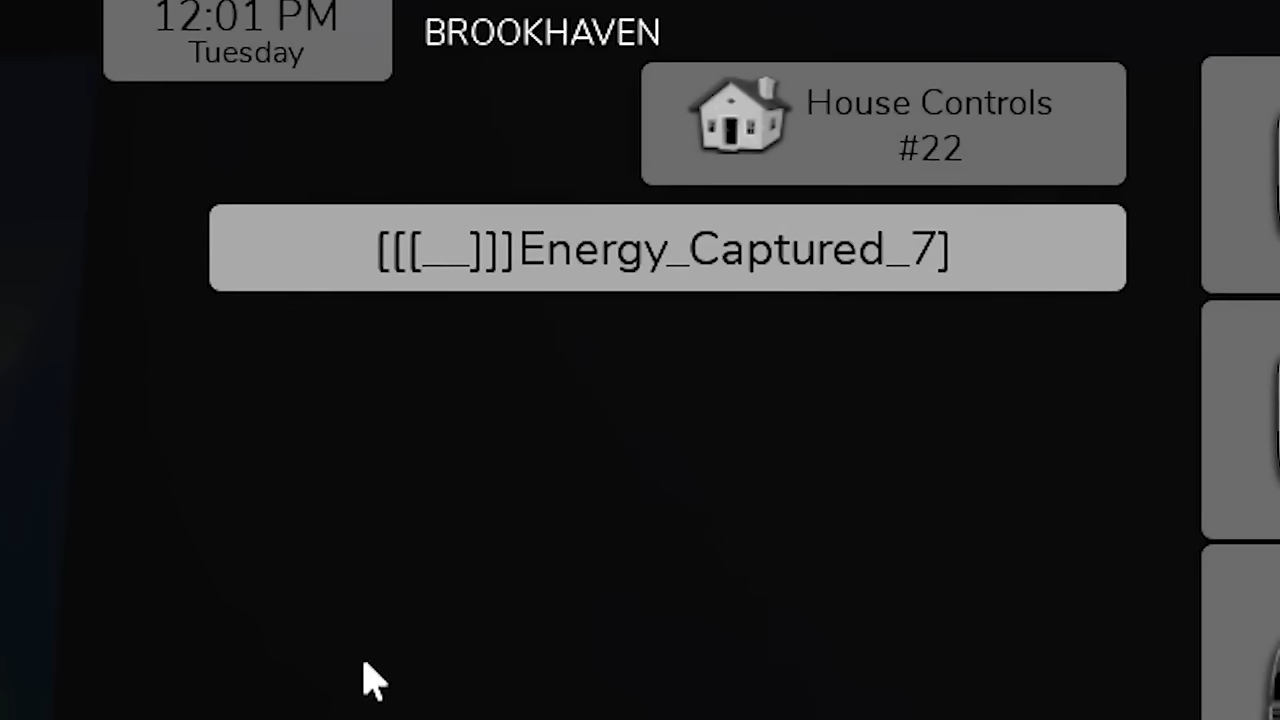 12:01 PM
Tuesday
BROOKHAVEN
House Controls
#22
[[[__]]]Energy_Captured_7]